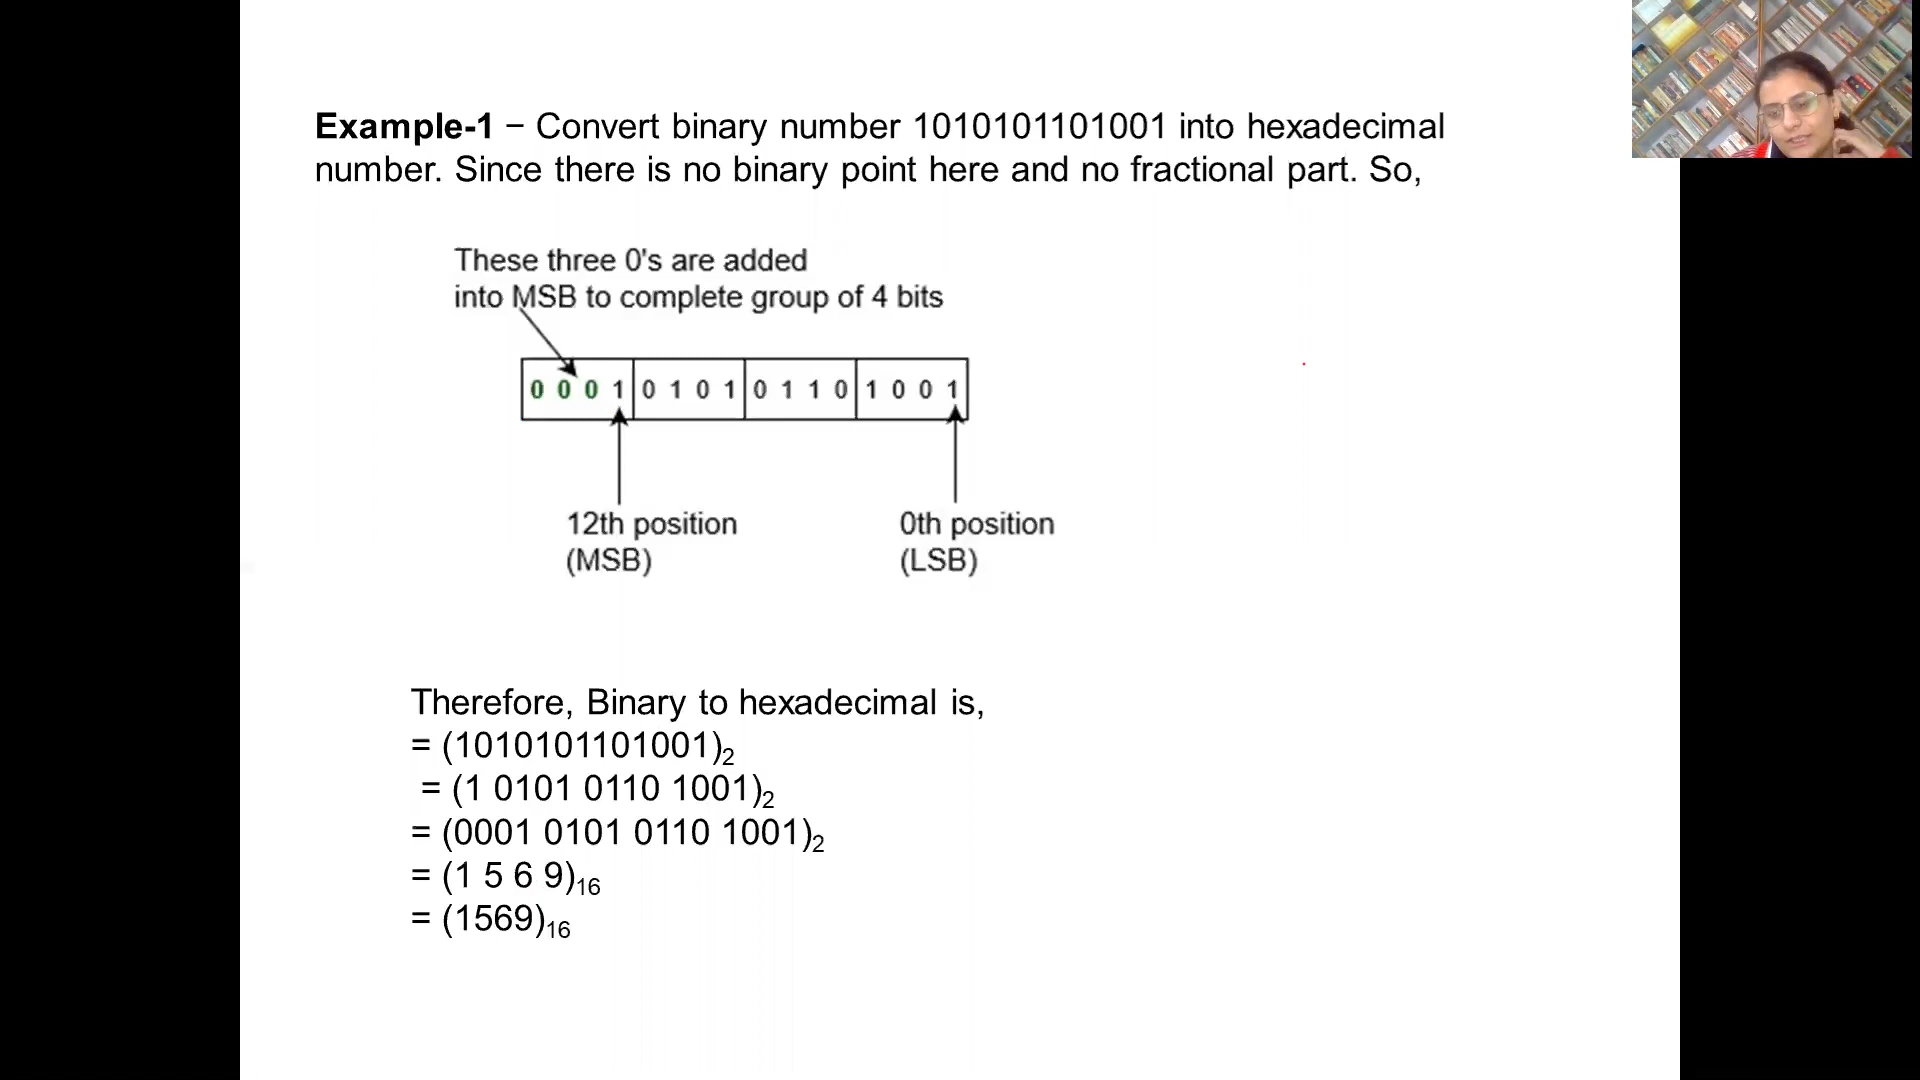 Example-1 − Convert binary number 1010101101001 into hexadecimal
number. Since there is no binary point here and no fractional part. So,
These three 0's are added
into MSB to complete group of 4 bits
0 0 0 1 0 1 0 1 0 1 1 0 1 0 0 1
12th position
(MSB)
0th position
(LSB)
Therefore, Binary to hexadecimal is,
= (1010101101001)₂
= (1 0101 0110 1001)₂
= (0001 0101 0110 1001)₂
= (1 5 6 9)₁₆
= (1569)₁₆